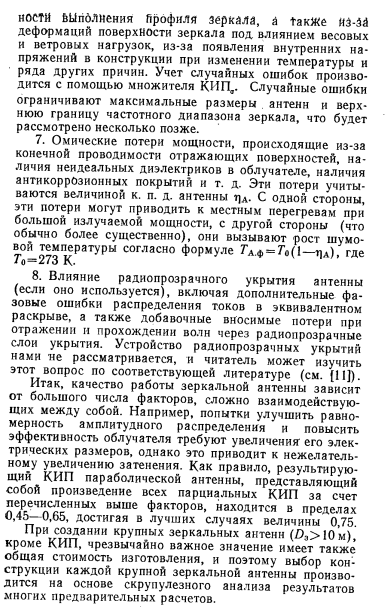 ности выполнения профиля зеркала, а также из-за
деформаций поверхности зеркала под влиянием весовых
и ветровых нагрузок, из-за появления внутренних на-
пряжений в конструкции при изменении температуры и
ряда других причин. Учет случайных ошибок произво-
дится с помощью множителя КИПσ. Случайные ошибки
ограничивают максимальные размеры антенн и верх-
нюю границу частотного диапазона зеркала, что будет
рассмотрено несколько позже.
7. Омические потери мощности, происходящие из-за
конечной проводимости отражающих поверхностей, на-
личия неидеальных диэлектриков в облучателе, наличия
антикоррозионных покрытий и т. д. Эти потери учиты-
ваются величиной к. п. д. антенны ηА. С одной стороны,
эти потери могут приводить к местным перегревам при
большой излучаемой мощности, с другой стороны (что
обычно более существенно), они вызывают рост шумо-
вой температуры согласно формуле TА.ф=T0(1—ηА), где
T0=273 К.
8. Влияние радиопрозрачного укрытия антенны
(если оно используется), включая дополнительные фа-
зовые ошибки распределения токов в эквивалентном
раскрыве, а также добавочные вносимые потери при
отражении и прохождении волн через радиопрозрачные
слои укрытия. Устройство радиопрозрачных укрытий
нами не рассматривается, и читатель может изучить
этот вопрос по соответствующей литературе (см. [11]).
Итак, качество работы зеркальной антенны зависит
от большого числа факторов, сложно взаимодействую-
щих между собой. Например, попытки улучшить равно-
мерность амплитудного распределения и повысить
эффективность облучателя требуют увеличения его элек-
трических размеров, однако это приводит к нежелатель-
ному увеличению затенения. Как правило, результирую-
щий КИП параболической антенны, представляющий
собой произведение всех парциальных КИП за счет
перечисленных выше факторов, находится в пределах
0,45—0,65, достигая в лучших случаях величины 0,75.
При создании крупных зеркальных антенн (Dэ>10 м),
кроме КИП, чрезвычайно важное значение имеет также
общая стоимость изготовления, и поэтому выбор кон-
струкции каждой крупной зеркальной антенны произво-
дится на основе скрупулезного анализа результатов
многих предварительных расчетов.